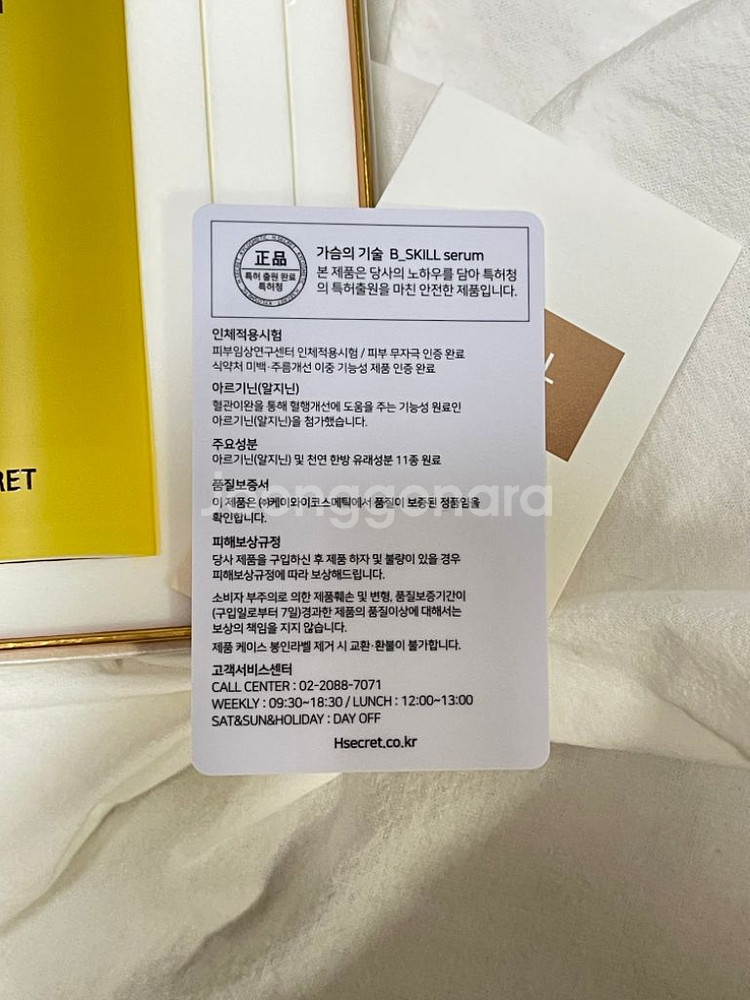 RET
正品
특허 출원 완료
특허청
가슴의 기술 B_SKILL serum
본 제품은 당사의 노하우를 담아 특허청
의 특허출원을 마친 안전한 제품입니다.
인체적용시험
피부임상연구센터 인체적용시험 / 피부 무자극 인증 완료
식약처 미백·주름개선 이중 기능성 제품 인증 완료
아르기닌(알지닌)
혈관이완을 통해 혈행개선에 도움을 주는 기능성 원료인
아르기닌(알지닌)을 첨가했습니다.
주요성분
아르기닌(알지닌) 및 천연 한방 유래성분 11종 원료
품질보증서
이 제품은 ㈜케이와이코스메틱에서 품질이 보증된 정품임을
확인합니다.
joonggonara
피해보상규정
당사 제품을 구입하신 후 제품 하자 및 불량이 있을 경우
피해보상규정에 따라 보상해드립니다.
소비자 부주의로 의한 제품훼손 및 변형, 품질보증기간이
(구입일로부터 7일)경과한 제품의 품질이상에 대해서는
보상의 책임을 지지 않습니다.
제품 케이스 봉인라벨 제거 시 교환·환불이 불가합니다.
고객서비스센터
CALL CENTER : 02-2088-7071
WEEKLY : 09:30~18:30 / LUNCH : 12:00~13:00
SAT&SUN&HOLIDAY : DAY OFF
Hsecret.co.kr